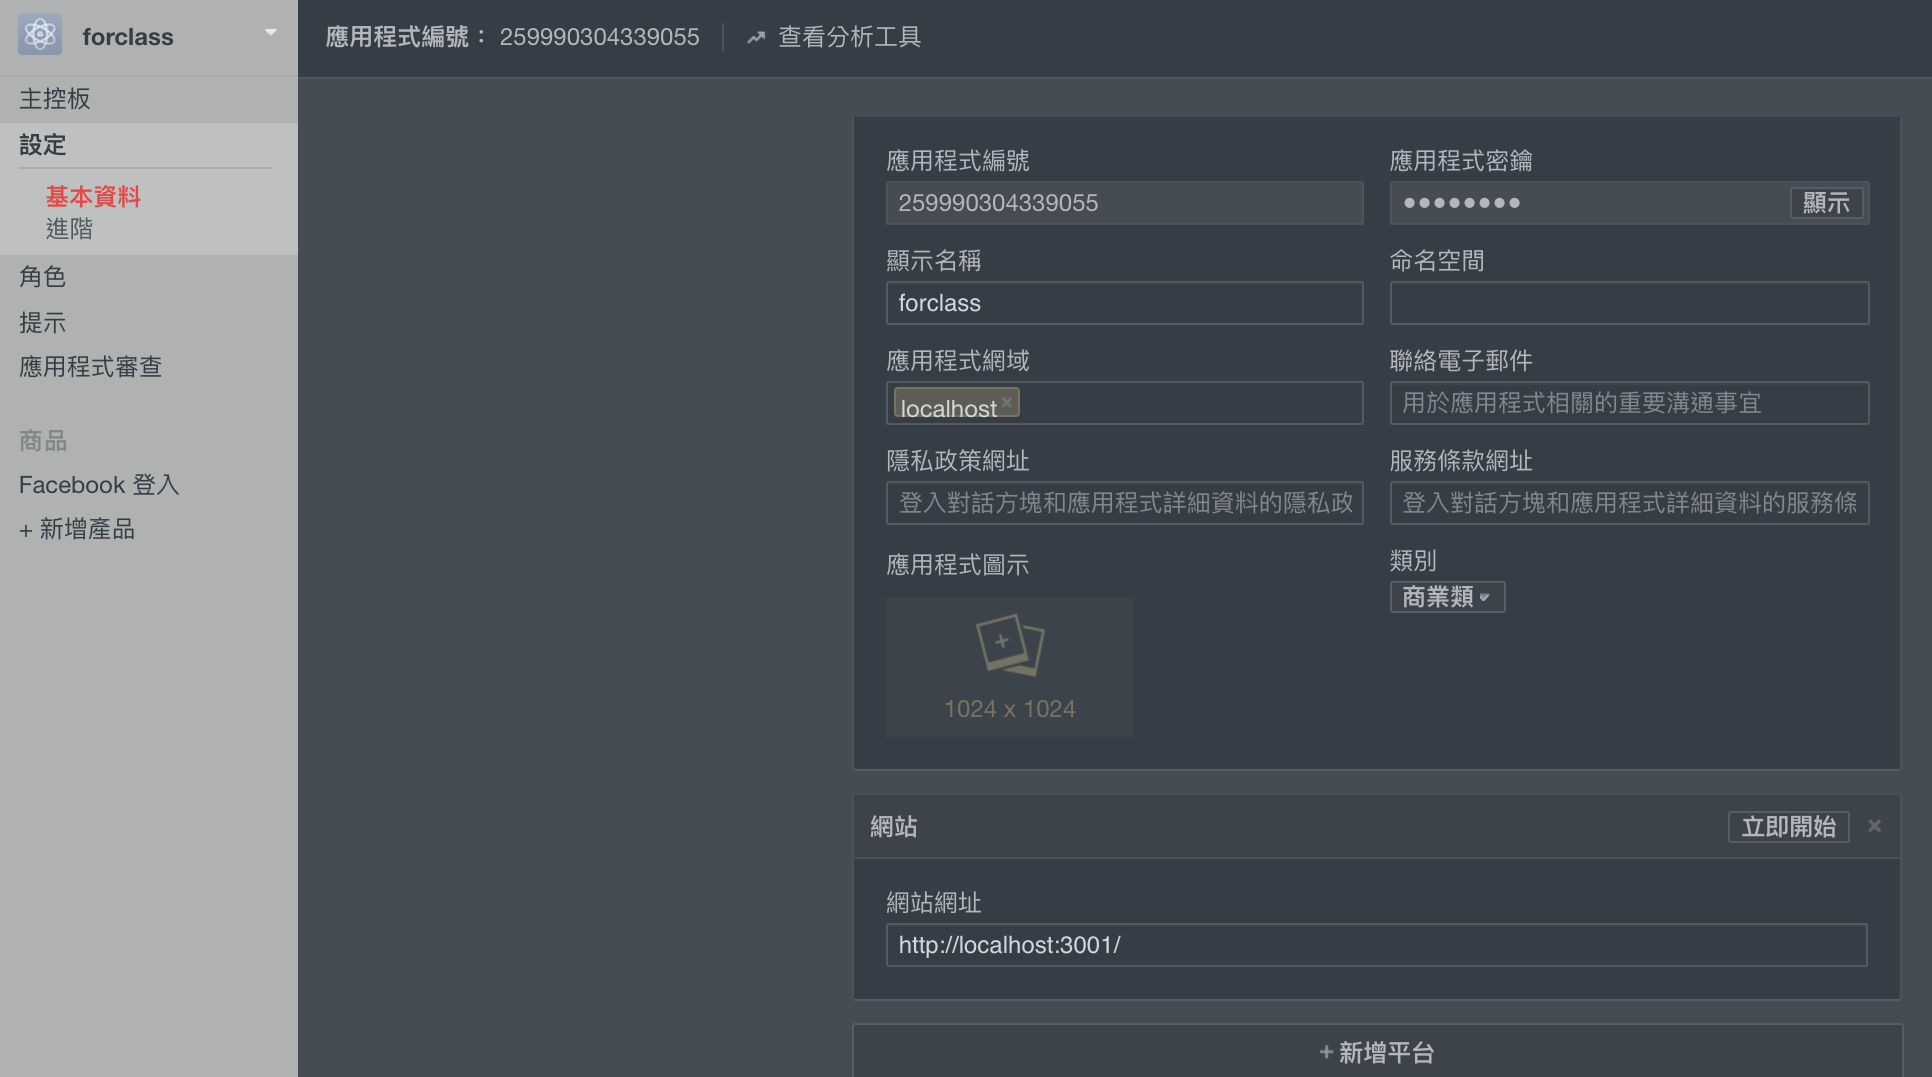 forclass
應用程式編號： 259990304339055
查看分析工具
主控板
設定
基本資料
進階
角色
提示
應用程式審查
商品
Facebook 登入
+ 新增產品
應用程式編號
259990304339055
應用程式密鑰
●●●●●●●●
顯示
顯示名稱
forclass
命名空間
應用程式網域
localhost ×
聯絡電子郵件
用於應用程式相關的重要溝通事宜
隱私政策網址
登入對話方塊和應用程式詳細資料的隱私政
服務條款網址
登入對話方塊和應用程式詳細資料的服務條
應用程式圖示
1024 x 1024
類別
商業類
網站
立即開始
×
網站網址
http://localhost:3001/
+ 新增平台